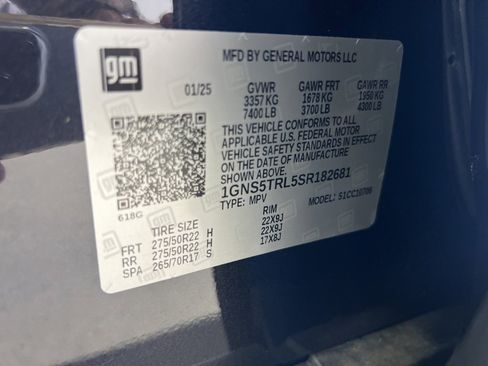 gm
MFD BY GENERAL MOTORS LLC
01/25 GVWR GAWR FRT GAWR RR
3357 KG 1678 KG 1950 KG
7400 LB 3700 LB 4300 LB
THIS VEHICLE CONFORMS TO ALL
APPLICABLE U.S. FEDERAL MOTOR
VEHICLE SAFETY STANDARDS IN EFFECT
ON THE DATE OF MANUFACTURE
SHOWN ABOVE.
1GNS5TRL5SR182681
TYPE: MPV MODEL:
618G
TIRE SIZE RIM
FRT 275/50R22 H 22X9J
RR 275/50R22 H 22X9J
SPA 265/70R17 S 17X8J